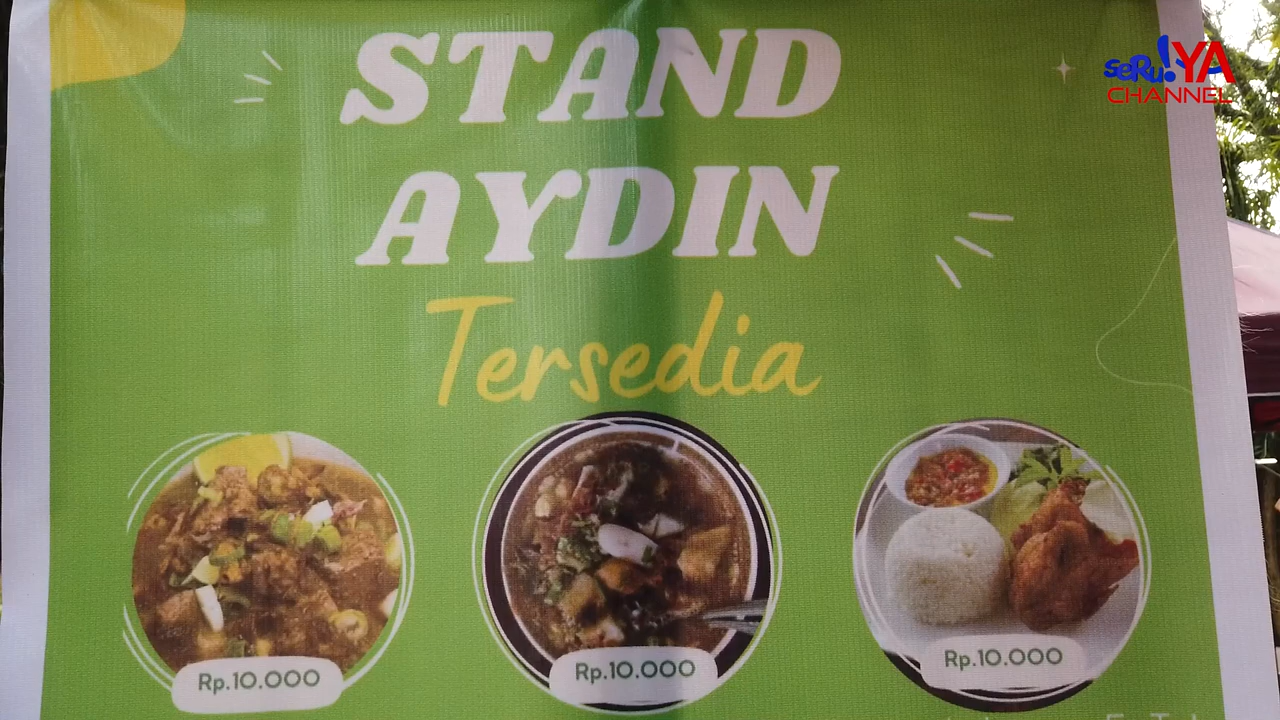 STAND
AYDIN
Tersedia
Rp.10.000
Rp.10.000
Rp.10.000
seRu!YA
CHANNEL